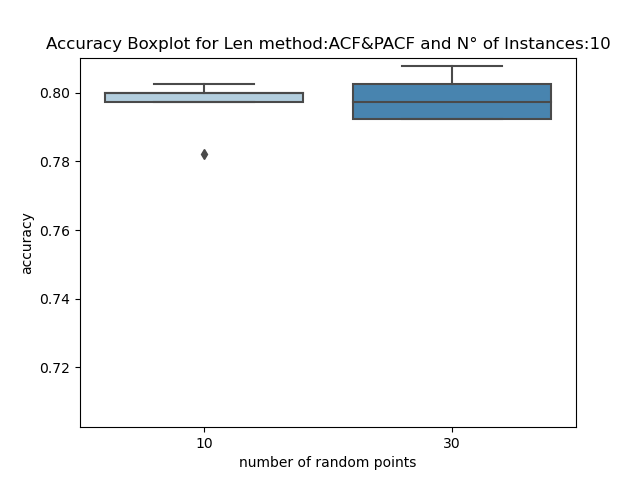 Accuracy Boxplot for Len method:ACF&PACF and N° of Instances:10
0.80
0.78
0.76
0.74
0.72
accuracy
10 30
number of random points